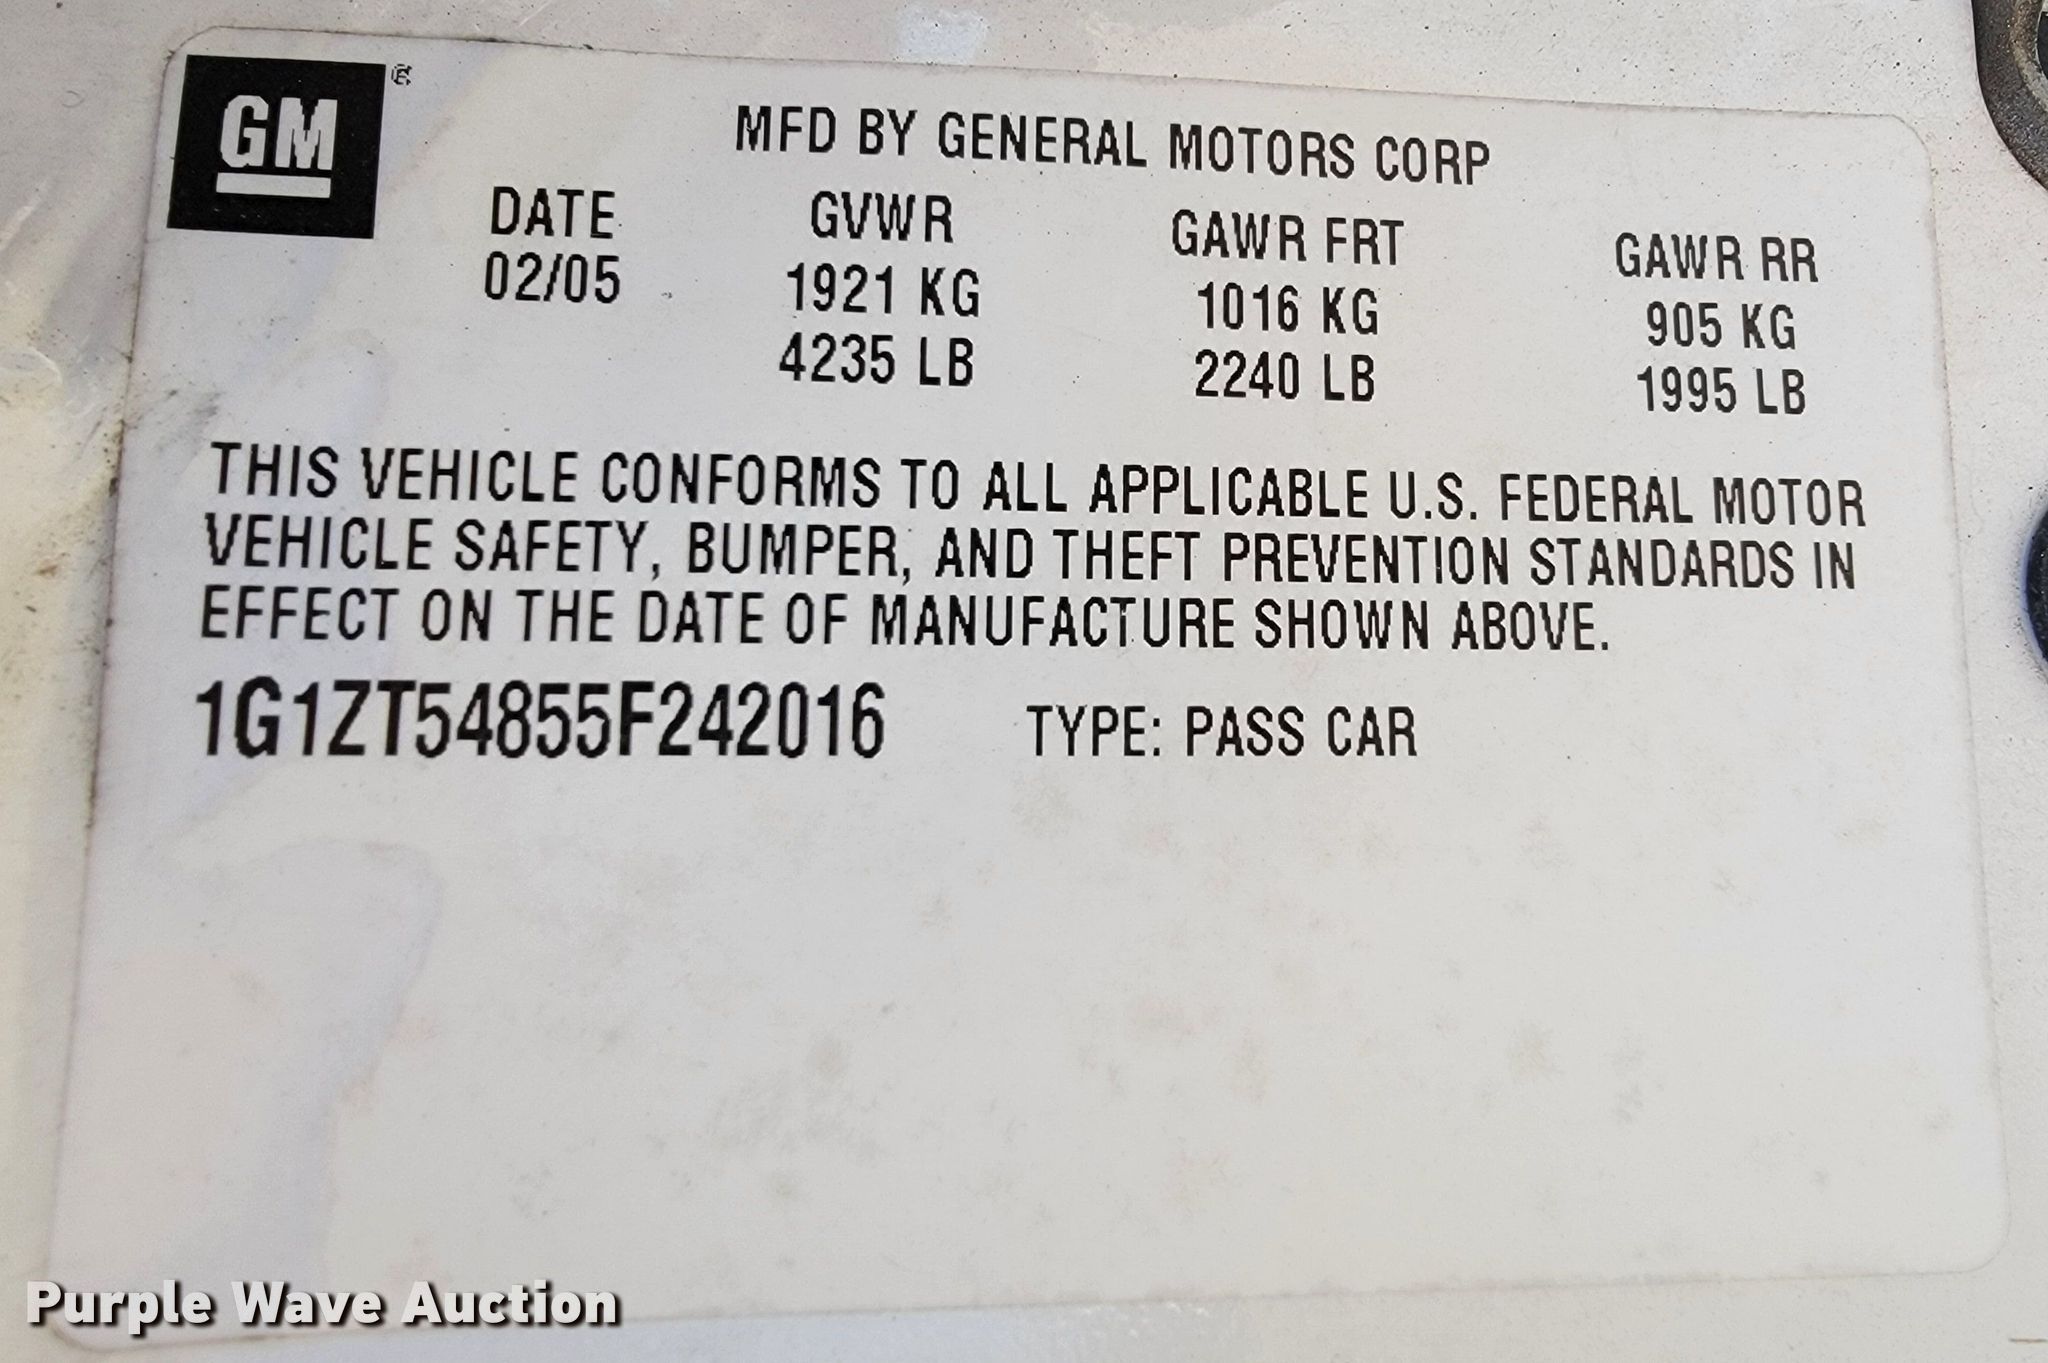 GM
MFD BY GENERAL MOTORS CORP
DATE GVWR GAWR FRT GAWR RR
02/05 1921 KG 1016 KG 905 KG
4235 LB 2240 LB 1995 LB
THIS VEHICLE CONFORMS TO ALL APPLICABLE U.S. FEDERAL MOTOR
VEHICLE SAFETY, BUMPER, AND THEFT PREVENTION STANDARDS IN
EFFECT ON THE DATE OF MANUFACTURE SHOWN ABOVE.
1G1ZT54855F242016 TYPE: PASS CAR
Purple Wave Auction